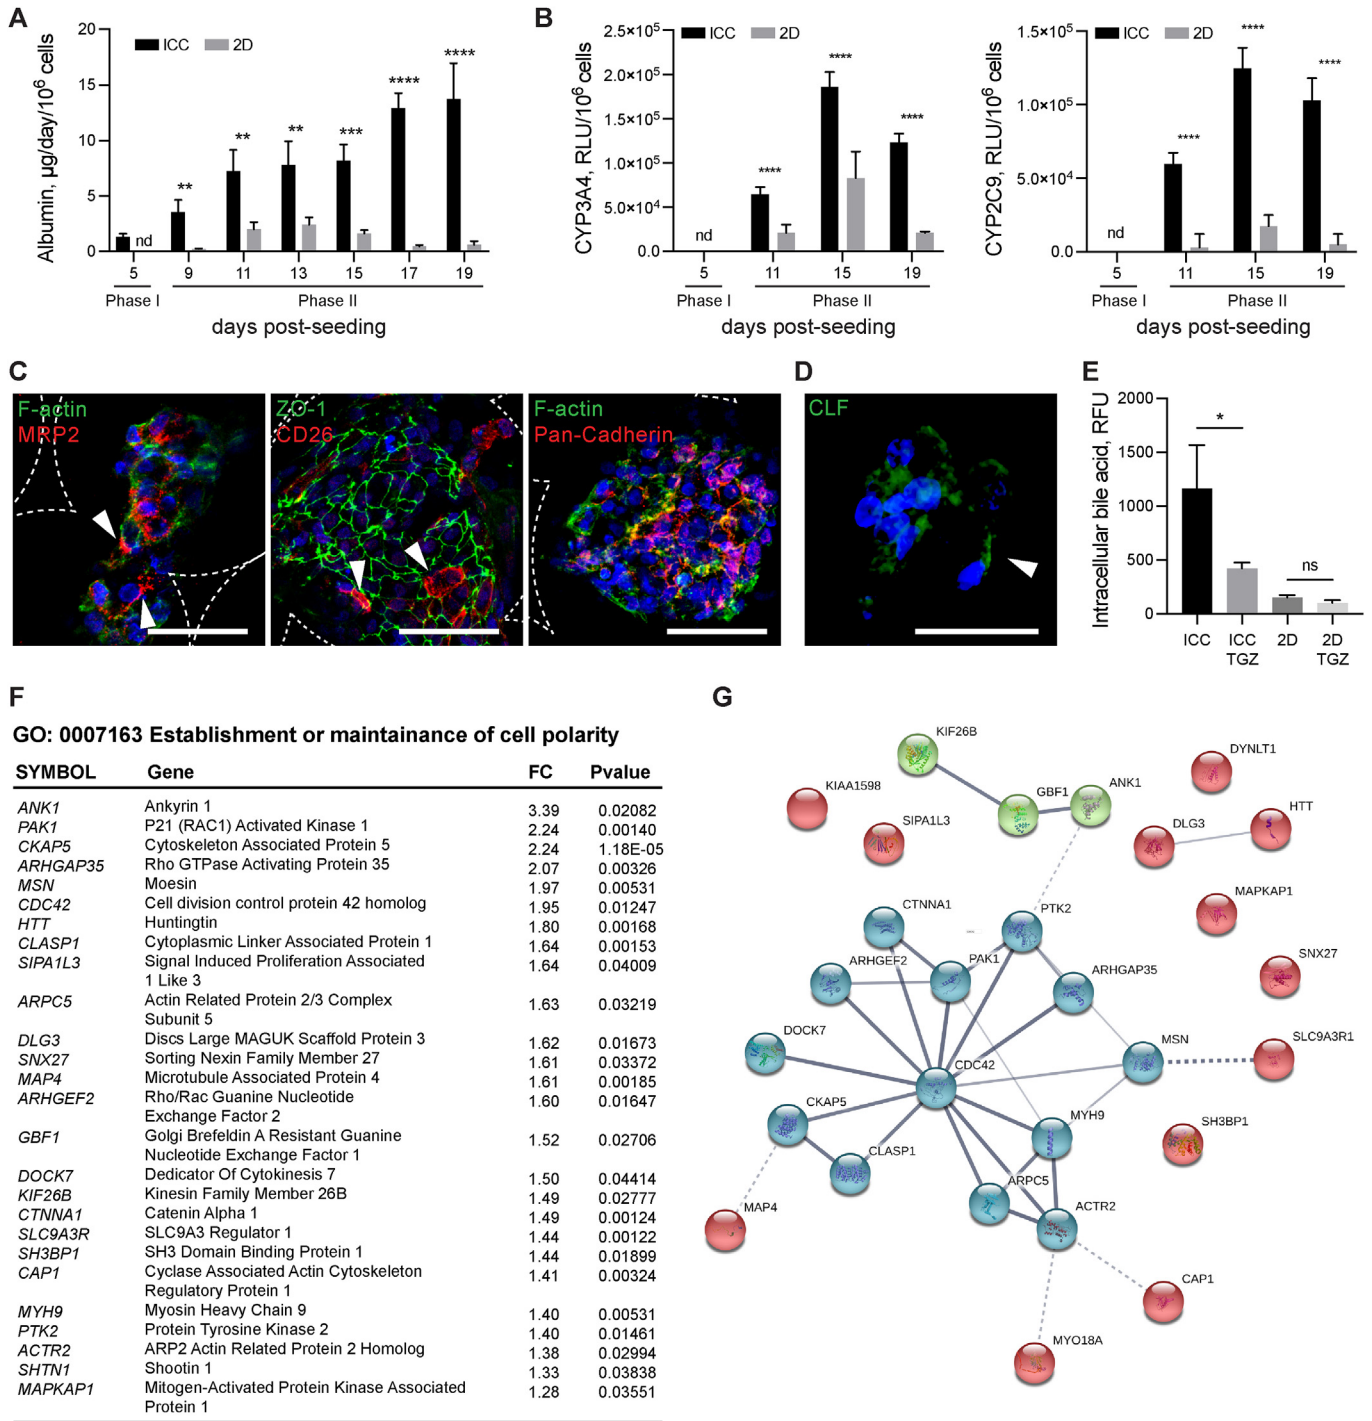 A
Albumin, µg/day/10⁶ cells
20
15
10
5
0
ICC 2D
nd
**
**
**
***
****
****
5 9 11 13 15 17 19
Phase I Phase II
days post-seeding
B
CYP3A4, RLU/10⁶ cells
2.5×10⁵
2.0×10⁵
1.5×10⁵
1.0×10⁵
5.0×10⁴
0.0
ICC 2D
nd
****
****
****
5 11 15 19
Phase I Phase II
days post-seeding
CYP2C9, RLU/10⁶ cells
1.5×10⁵
1.0×10⁵
5.0×10⁴
0.0
ICC 2D
nd
****
****
****
5 11 15 19
Phase I Phase II
days post-seeding
C
F-actin
MRP2
ZO-1
CD26
F-actin
Pan-Cadherin
D
CLF
E
Intracellular bile acid, RFU
2000
1500
1000
500
0
*
ns
ICC ICC TGZ 2D 2D TGZ
F
GO: 0007163 Establishment or maintainance of cell polarity
SYMBOL Gene FC Pvalue
ANK1 Ankyrin 1 3.39 0.02082
PAK1 P21 (RAC1) Activated Kinase 1 2.24 0.00140
CKAP5 Cytoskeleton Associated Protein 5 2.24 1.18E-05
ARHGAP35 Rho GTPase Activating Protein 35 2.07 0.00326
MSN Moesin 1.97 0.00531
CDC42 Cell division control protein 42 homolog 1.95 0.01247
HTT Huntingtin 1.80 0.00168
CLASP1 Cytoplasmic Linker Associated Protein 1 1.64 0.00153
SIPA1L3 Signal Induced Proliferation Associated 1.64 0.04009
1 Like 3
ARPC5 Actin Related Protein 2/3 Complex 1.63 0.03219
Subunit 5
DLG3 Discs Large MAGUK Scaffold Protein 3 1.62 0.01673
SNX27 Sorting Nexin Family Member 27 1.61 0.03372
MAP4 Microtubule Associated Protein 4 1.61 0.00185
ARHGEF2 Rho/Rac Guanine Nucleotide 1.60 0.01647
Exchange Factor 2
GBF1 Golgi Brefeldin A Resistant Guanine 1.52 0.02706
Nucleotide Exchange Factor 1
DOCK7 Dedicator Of Cytokinesis 7 1.50 0.04414
KIF26B Kinesin Family Member 26B 1.49 0.02777
CTNNA1 Catenin Alpha 1 1.49 0.00124
SLC9A3R SLC9A3 Regulator 1 1.44 0.00122
SH3BP1 SH3 Domain Binding Protein 1 1.44 0.01899
CAP1 Cyclase Associated Actin Cytoskeleton 1.41 0.00324
Regulatory Protein 1
MYH9 Myosin Heavy Chain 9 1.40 0.00531
PTK2 Protein Tyrosine Kinase 2 1.40 0.01461
ACTR2 ARP2 Actin Related Protein 2 Homolog 1.38 0.02994
SHTN1 Shootin 1 1.33 0.03838
MAPKAP1 Mitogen-Activated Protein Kinase Associated 1.28 0.03551
Protein 1
G
KIF26B
DYNLT1
KIAA1598
GBF1
ANK1
HTT
SIPA1L3
DLG3
MAPKAP1
CTNNA1
PTK2
ARHGEF2
PAK1
ARHGAP35
SNX27
DOCK7
MSN
SLC9A3R1
CDC42
CKAP5
MYH9
SH3BP1
CLASP1
ARPC5
MAP4
ACTR2
CAP1
MYO18A